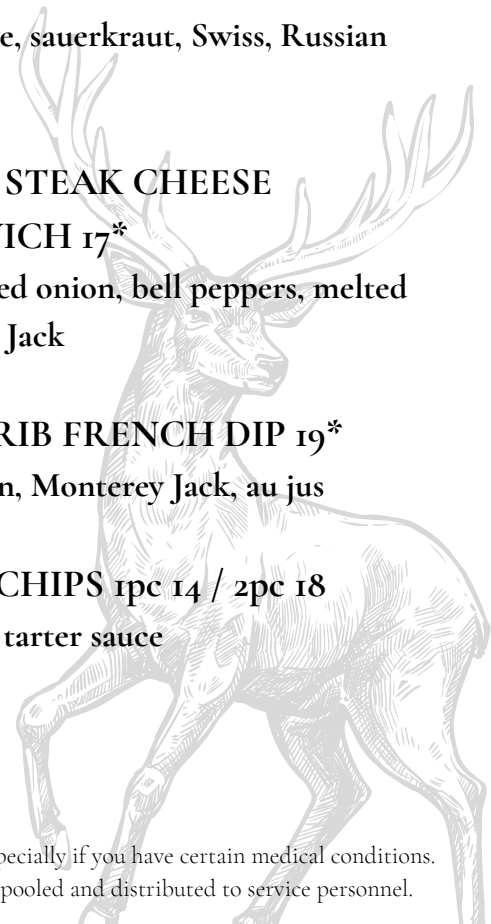 e, sauerkraut, Swiss, Russian
STEAK CHEESE
VICH 17*
ed onion, bell peppers, melted
Jack
RIB FRENCH DIP 19*
n, Monterey Jack, au jus
CHIPS 1pc 14 / 2pc 18
tarter sauce
pecially if you have certain medical conditions.
pooled and distributed to service personnel.